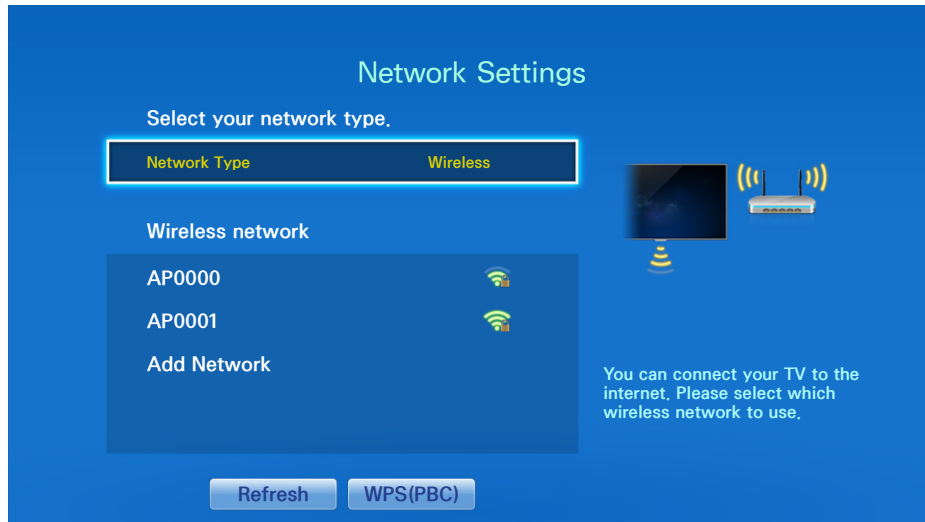 Network Settings
Select your network type.
Network Type Wireless
Wireless network
AP0000
AP0001
Add Network
You can connect your TV to the
internet. Please select which
wireless network to use.
Refresh WPS(PBC)